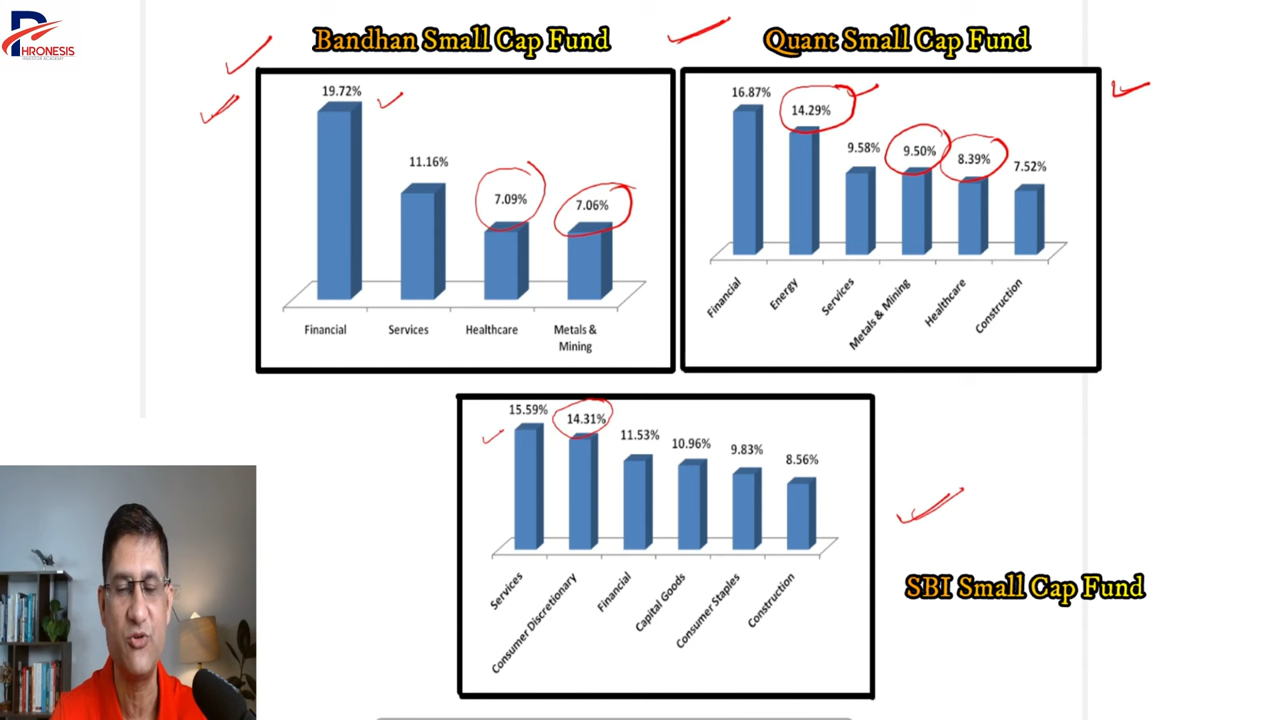 PHRONESIS
INVESTOR ACADEMY
Bandhan Small Cap Fund
19.72%
11.16%
7.09%
7.06%
Financial
Services
Healthcare
Metals &
Mining
Quant Small Cap Fund
16.87%
14.29%
9.58%
9.50%
8.39%
7.52%
Financial
Energy
Services
Metals & Mining
Healthcare
Construction
15.59%
14.31%
11.53%
10.96%
9.83%
8.56%
Services
Consumer Discretionary
Financial
Capital Goods
Consumer Staples
Construction
SBI Small Cap Fund